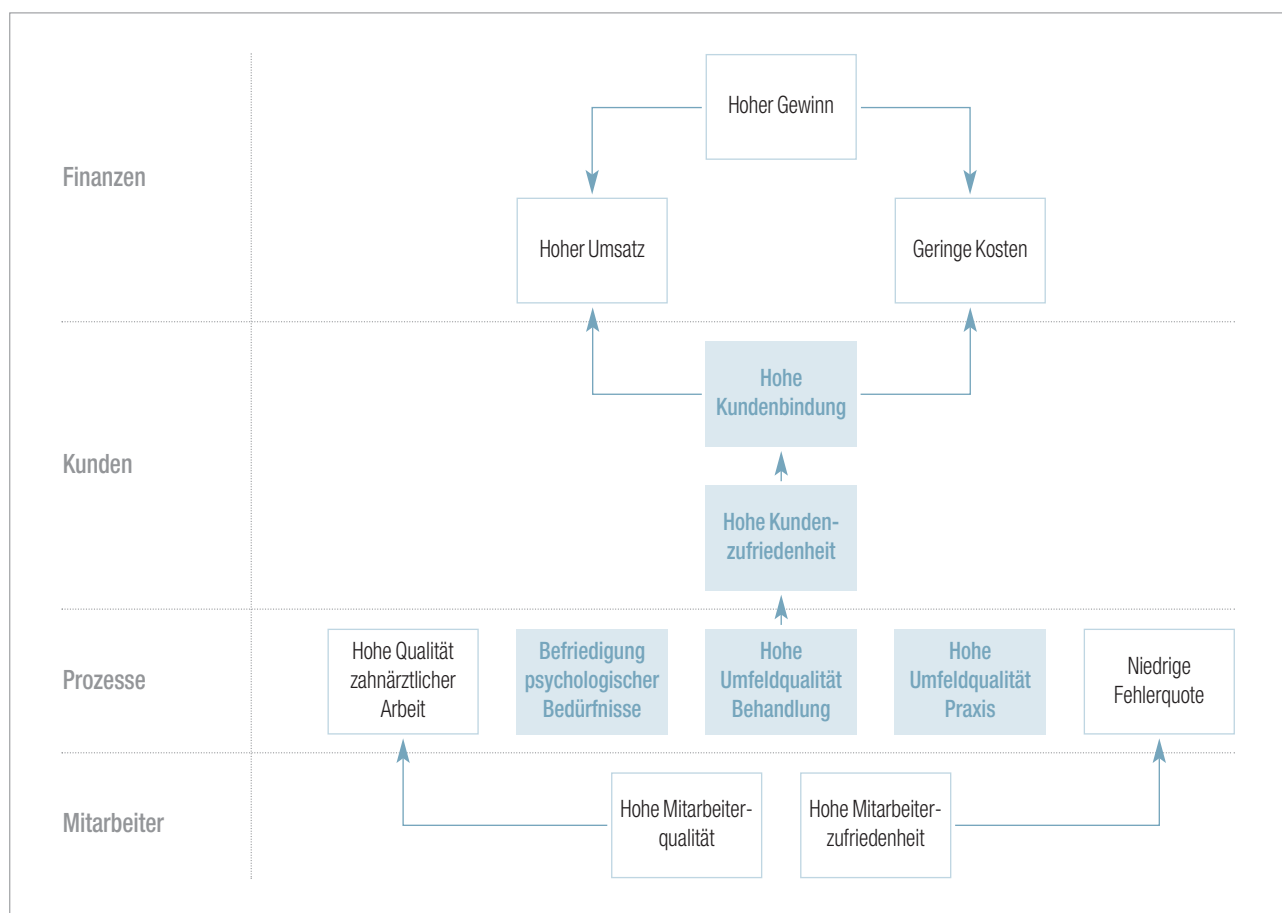 Hoher Gewinn
Finanzen
Hoher Umsatz
Geringe Kosten
Hohe
Kundenbindung
Kunden
Hohe Kunden-
zufriedenheit
Prozesse
Hohe Qualität
zahnärztlicher
Arbeit
Befriedigung
psychologischer
Bedürfnisse
Hohe
Umfeldqualität
Behandlung
Hohe
Umfeldqualität
Praxis
Niedrige
Fehlerquote
Mitarbeiter
Hohe Mitarbeiter-
qualität
Hohe Mitarbeiter-
zufriedenheit